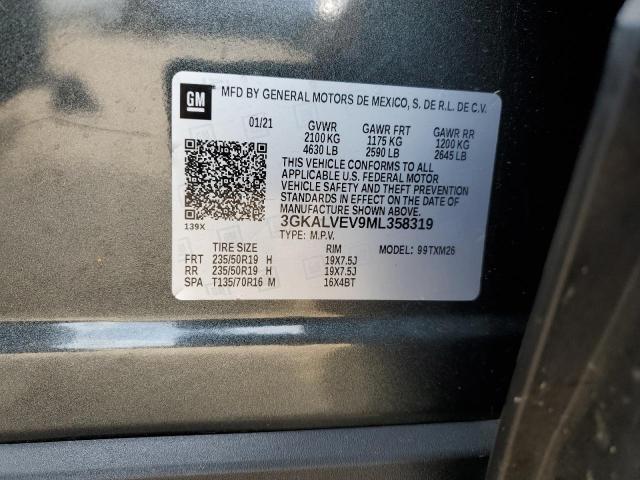 GM MFD BY GENERAL MOTORS DE MEXICO, S. DE R.L. DE C.V.
01/21 GVWR GAWR FRT GAWR RR
2100 KG 1175 KG 1200 KG
4630 LB 2590 LB 2645 LB
THIS VEHICLE CONFORMS TO ALL
APPLICABLE U.S. FEDERAL MOTOR
VEHICLE SAFETY AND THEFT PREVENTION
STANDARDS IN EFFECT ON THE DATE OF
MANUFACTURE SHOWN ABOVE.
139X 3GKALVEV9ML358319
TYPE: M.P.V. MODEL: 99TXM26
TIRE SIZE RIM
FRT 235/50R19 H 19X7.5J
RR 235/50R19 H 19X7.5J
SPA T135/70R16 M 16X4BT